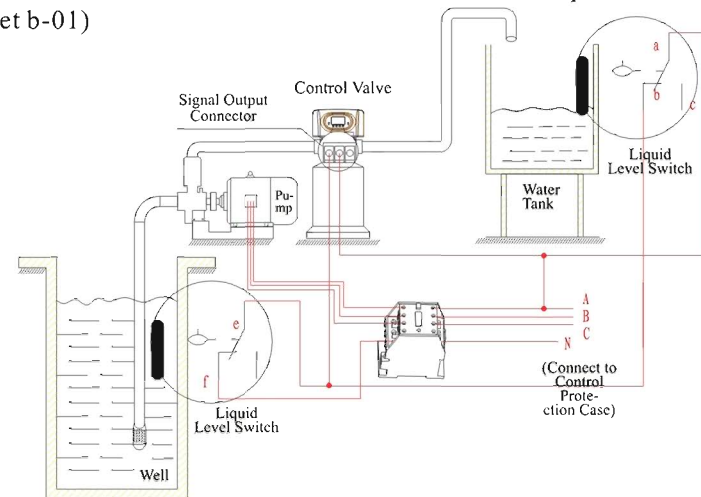 et b-01)
Control Valve
Signal Output
Connector
a
b
c
Liquid
Level Switch
Pu-
mp
Water
Tank
A
B
C
N
e
f
(Connect to
Control
Prote-
ction Case)
Liquid
Level Switch
Well